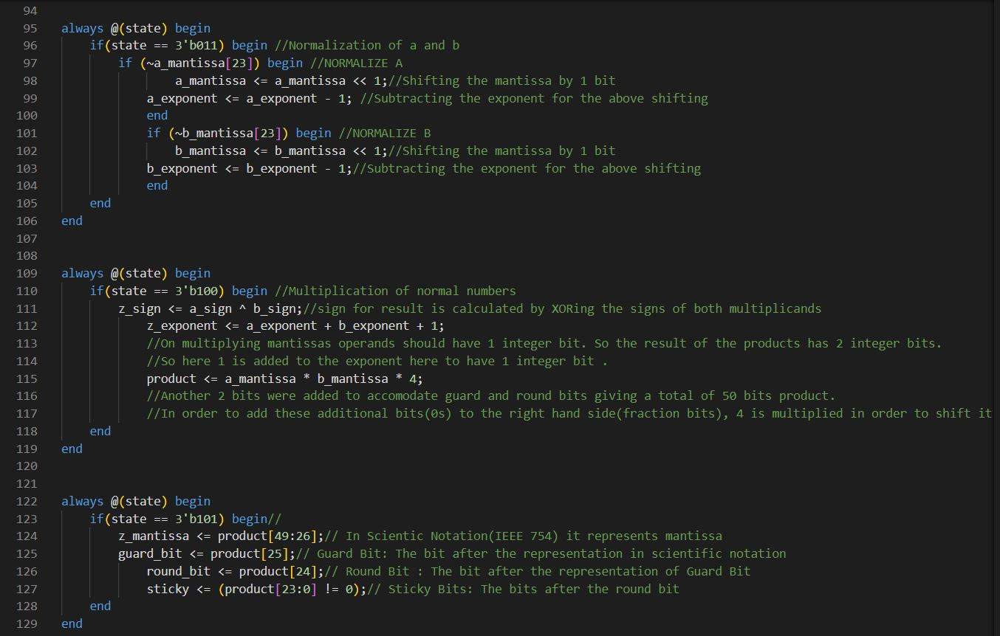 94
95 always @(state) begin
96 if(state == 3'b011) begin //Normalization of a and b
97 if (~a_mantissa[23]) begin //NORMALIZE A
98 a_mantissa <= a_mantissa << 1;//Shifting the mantissa by 1 bit
99 a_exponent <= a_exponent - 1; //Subtracting the exponent for the above shifting
100 end
101 if (~b_mantissa[23]) begin //NORMALIZE B
102 b_mantissa <= b_mantissa << 1;//Shifting the mantissa by 1 bit
103 b_exponent <= b_exponent - 1;//Subtracting the exponent for the above shifting
104 end
105 end
106 end
107
108
109 always @(state) begin
110 if(state == 3'b100) begin //Multiplication of normal numbers
111 z_sign <= a_sign ^ b_sign;//sign for result is calculated by XORing the signs of both multiplicands
112 z_exponent <= a_exponent + b_exponent + 1;
113 //On multiplying mantissas operands should have 1 integer bit. So the result of the products has 2 integer bits.
114 //So here 1 is added to the exponent here to have 1 integer bit .
115 product <= a_mantissa * b_mantissa * 4;
116 //Another 2 bits were added to accomodate guard and round bits giving a total of 50 bits product.
117 //In order to add these additional bits(0s) to the right hand side(fraction bits), 4 is multiplied in order to shift it
118 end
119 end
120
121
122 always @(state) begin
123 if(state == 3'b101) begin//
124 z_mantissa <= product[49:26];// In Scientic Notation(IEEE 754) it represents mantissa
125 guard_bit <= product[25];// Guard Bit: The bit after the representation in scientific notation
126 round_bit <= product[24];// Round Bit : The bit after the representation of Guard Bit
127 sticky <= (product[23:0] != 0);// Sticky Bits: The bits after the round bit
128 end
129 end